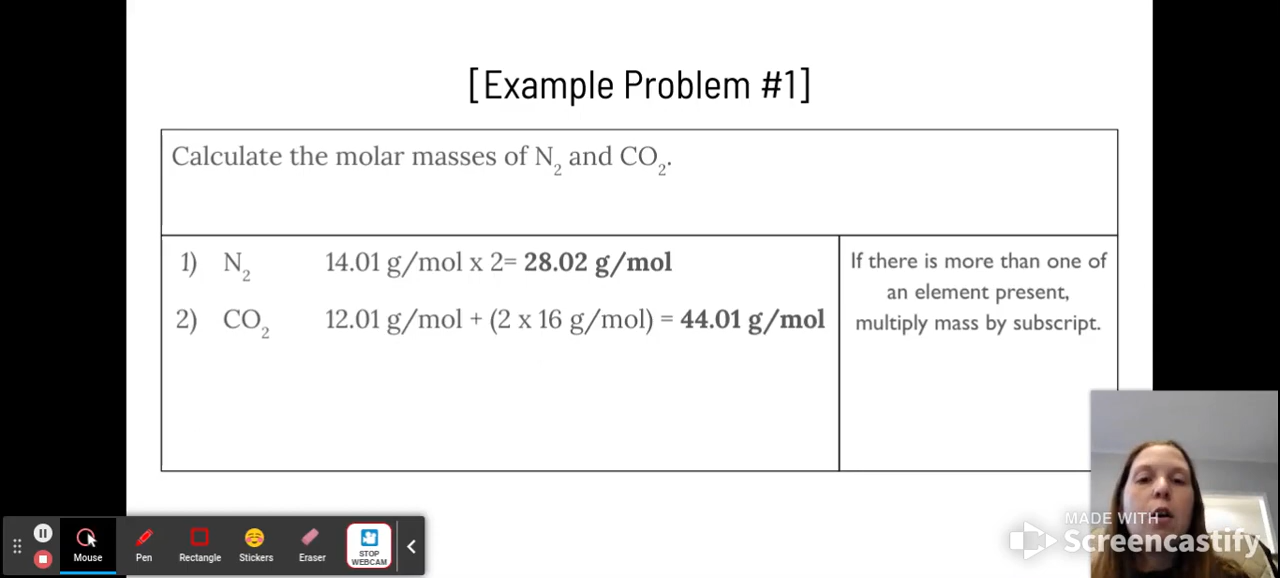 [Example Problem #1]
Calculate the molar masses of N₂ and CO₂.
1) N₂ 14.01 g/mol x 2= 28.02 g/mol
2) CO₂ 12.01 g/mol + (2 x 16 g/mol) = 44.01 g/mol
If there is more than one of
an element present,
multiply mass by subscript.
Mouse
Pen
Rectangle
Stickers
Eraser
STOP
WEBCAM
MADE WITH
Screencastify